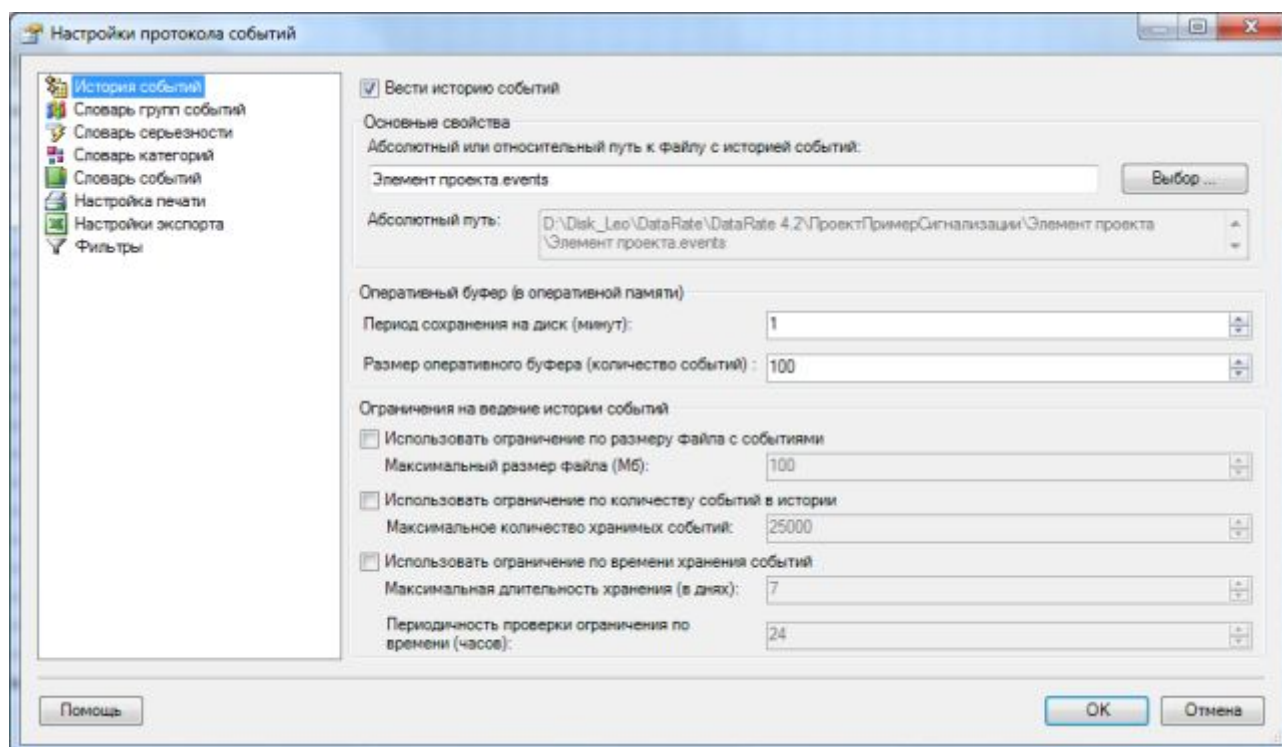 Настройки протокола событий
История событий
Словарь групп событий
Словарь серьезности
Словарь категорий
Словарь событий
Настройка печати
Настройки экспорта
Фильтры
Вести историю событий
Основные свойства
Абсолютный или относительный путь к файлу с историей событий:
Элемент проекта.events
Выбор ...
Абсолютный путь:
D:\Disk_Leo\DataRate\DataRate 4.2\ПроектПримерСигнализации\Элемент проекта
\Элемент проекта.events
Оперативный буфер (в оперативной памяти)
Период сохранения на диск (минут):
1
Размер оперативного буфера (количество событий) :
100
Ограничения на ведение истории событий
Использовать ограничение по размеру файла с событиями
Максимальный размер файла (Мб):
100
Использовать ограничение по количеству событий в истории
Максимальное количество хранимых событий:
25000
Использовать ограничение по времени хранения событий
Максимальная длительность хранения (в днях):
7
Периодичность проверки ограничения по
времени (часов):
24
Помощь
OK
Отмена